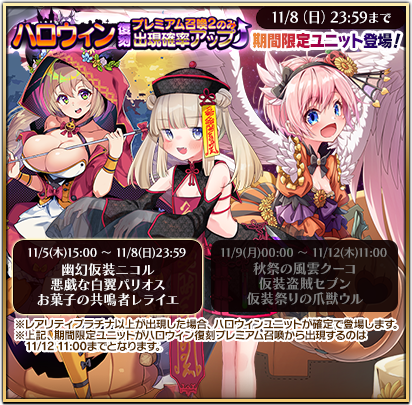 11/8 (日) 23:59まで
ハロウィン復刻
プレミアム召喚2のみ
出現確率アップ
期間限定ユニット登場!
11/5(木)15:00 ～ 11/8(日)23:59
幽幻仮装ニコル
悪戯な白翼バリオス
お菓子の共鳴者レライエ
11/9(月)00:00 ～ 11/12(木)11:00
秋祭の風雲クーコ
仮装盗賊セブン
仮装祭りの爪獣ウル
※レアリティプラチナ以上が出現した場合、ハロウィンユニットが確定で登場します。
※上記、期間限定ユニットがハロウィン復刻プレミアム召喚から出現するのは
11/12 11:00までとなります。